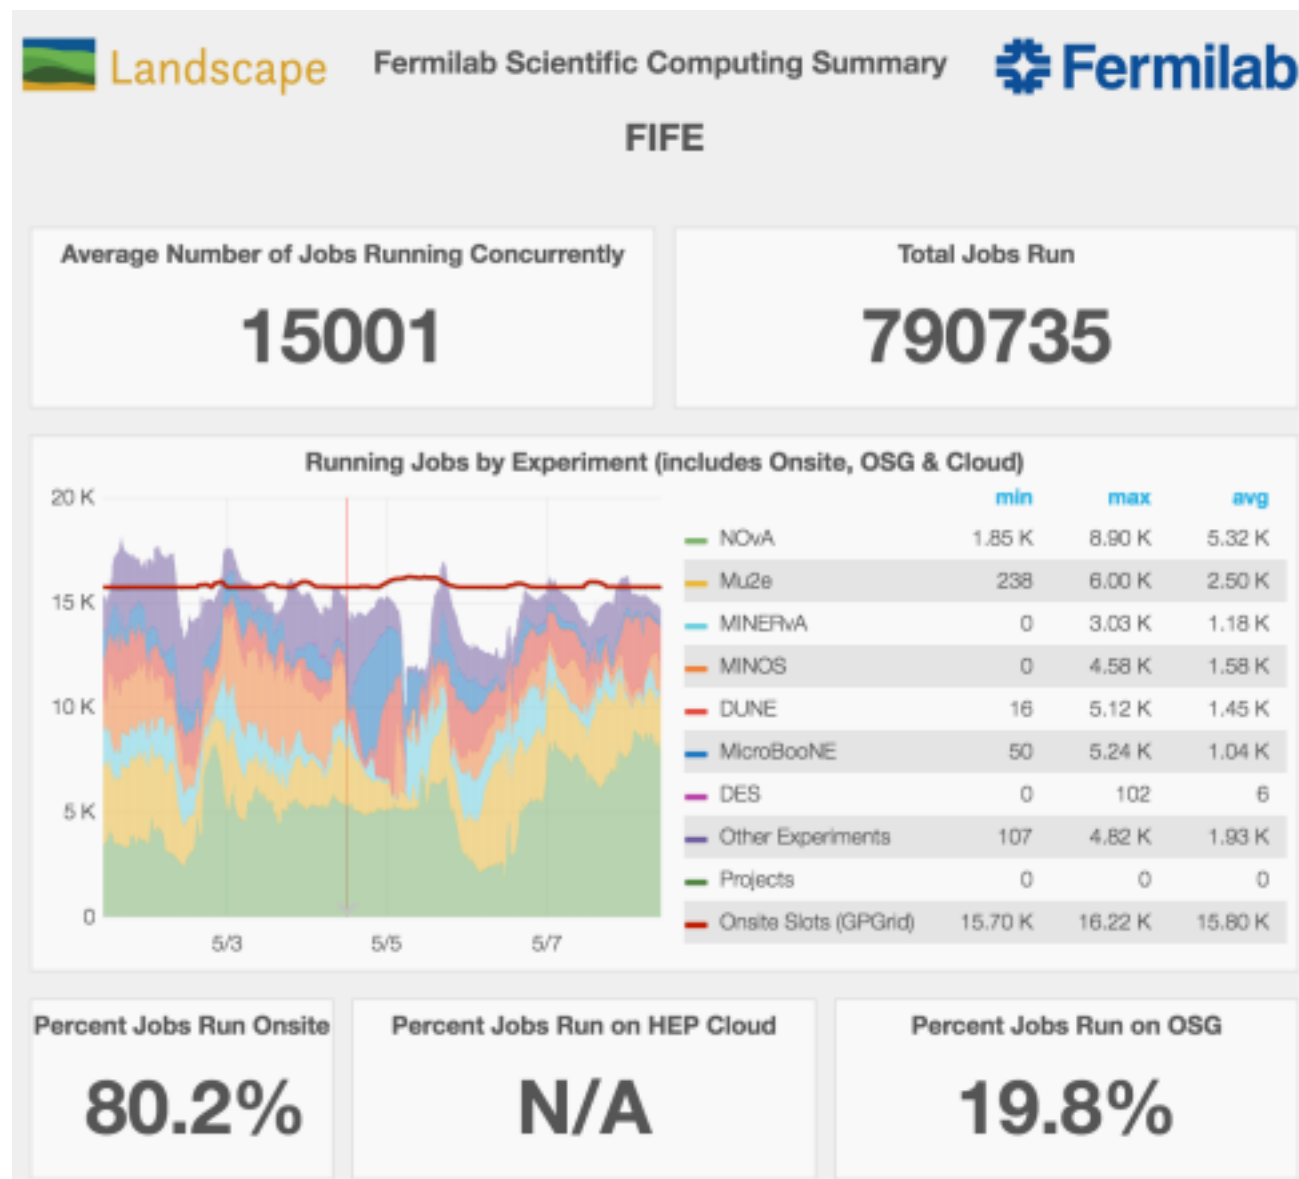 Landscape Fermilab Scientific Computing Summary Fermilab
FIFE
Average Number of Jobs Running Concurrently
15001
Total Jobs Run
790735
Running Jobs by Experiment (includes Onsite, OSG & Cloud)
20 K
15 K
10 K
5 K
0
5/3 5/5 5/7
min max avg
NOvA 1.85 K 8.90 K 5.32 K
Mu2e 238 6.00 K 2.50 K
MINERvA 0 3.03 K 1.18 K
MINOS 0 4.58 K 1.58 K
DUNE 16 5.12 K 1.45 K
MicroBooNE 50 5.24 K 1.04 K
DES 0 102 6
Other Experiments 107 4.82 K 1.93 K
Projects 0 0 0
Onsite Slots (GPGrid) 15.70 K 16.22 K 15.80 K
Percent Jobs Run Onsite
80.2%
Percent Jobs Run on HEP Cloud
N/A
Percent Jobs Run on OSG
19.8%